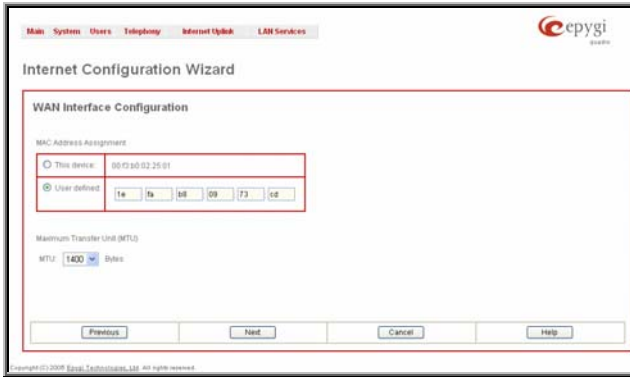 epygi
quadro
Main System Users Telephony Internet Uplink LAN Services
Internet Configuration Wizard
WAN Interface Configuration
MAC Address Assignment
This device: 00:f3:b0:02:25:01
User defined 1e fa b8 09 73 cd
Maximum Transfer Unit (MTU)
MTU: 1400 Bytes
Previous Next Cancel Help
Copyright (C) 2008 Epygi Technologies, Ltd. All rights reserved.